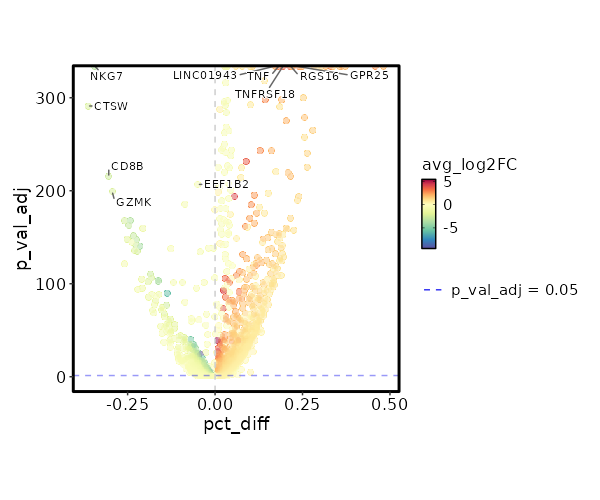 NKG7
LINC01943
TNF
RGS16
GPR25
TNFRSF18
CTSW
CD8B
EEF1B2
GZMK
300
200
100
0
p_val_adj
-0.25
0.00
0.25
0.50
pct_diff
avg_log2FC
5
0
-5
p_val_adj = 0.05